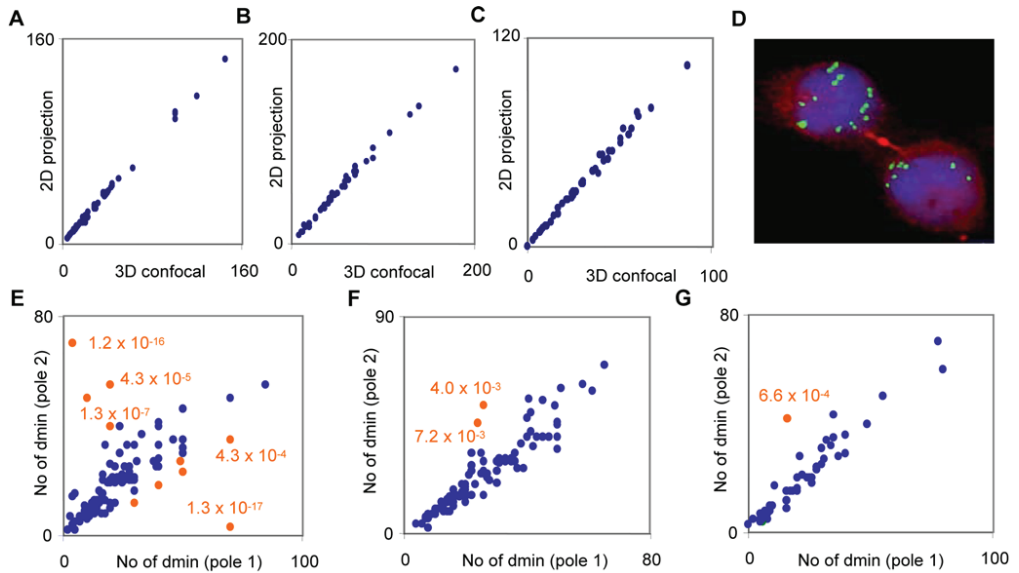 A
B
C
D
160
2D projection
0
0
3D confocal
160
200
2D projection
0
0
3D confocal
200
120
2D projection
0
0
3D confocal
100
E
F
G
80
No of dmin (pole 2)
0
1.2 x 10-16
4.3 x 10-5
1.3 x 10-7
4.3 x 10-4
1.3 x 10-17
0
No of dmin (pole 1)
100
90
No of dmin (pole 2)
0
4.0 x 10-3
7.2 x 10-3
0
No of dmin (pole 1)
80
80
No of dmin (pole 2)
0
6.6 x 10-4
0
No of dmin (pole 1)
100